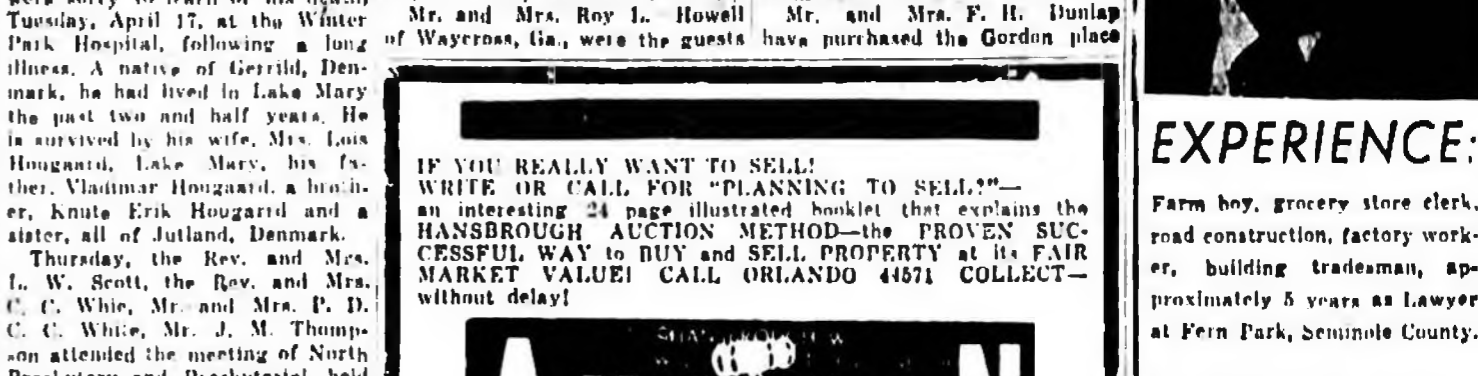 Tuesday, April 17, at the Winter
Park Hospital, following a long
illness. A native of Gerrild, Den-
mark, he had lived in Lake Mary
the past two and half years. He
is survived by his wife, Mrs. Lois
Hougaard, Lake Mary, his fa-
ther, Vladimar Hougaard, a broth-
er, Knute Erik Hougarrd and a
sister, all of Jutland, Denmark.
Thursday, the Rev. and Mrs.
L. W. Scott, the Rev. and Mrs.
C. C. Whie, Mr. and Mrs. P. D.
C. C. White, Mr. J. M. Thomp-
son attended the meeting of North
Mr. and Mrs. Roy L. Howell
of Waycross, Ga., were the guests
Mr. and Mrs. F. H. Dunlap
have purchased the Gordon place
IF YOU REALLY WANT TO SELL!
WRITE OR CALL FOR "PLANNING TO SELL?"—
an interesting 24 page illustrated booklet that explains the
HANSBROUGH AUCTION METHOD—the PROVEN SUC-
CESSFUL WAY to BUY and SELL PROPERTY at its FAIR
MARKET VALUE! CALL ORLANDO 44571 COLLECT—
without delay!
EXPERIENCE:
Farm boy, grocery store clerk,
road construction, factory work-
er, building tradesman, ap-
proximately 5 years as Lawyer
at Fern Park, Seminole County.